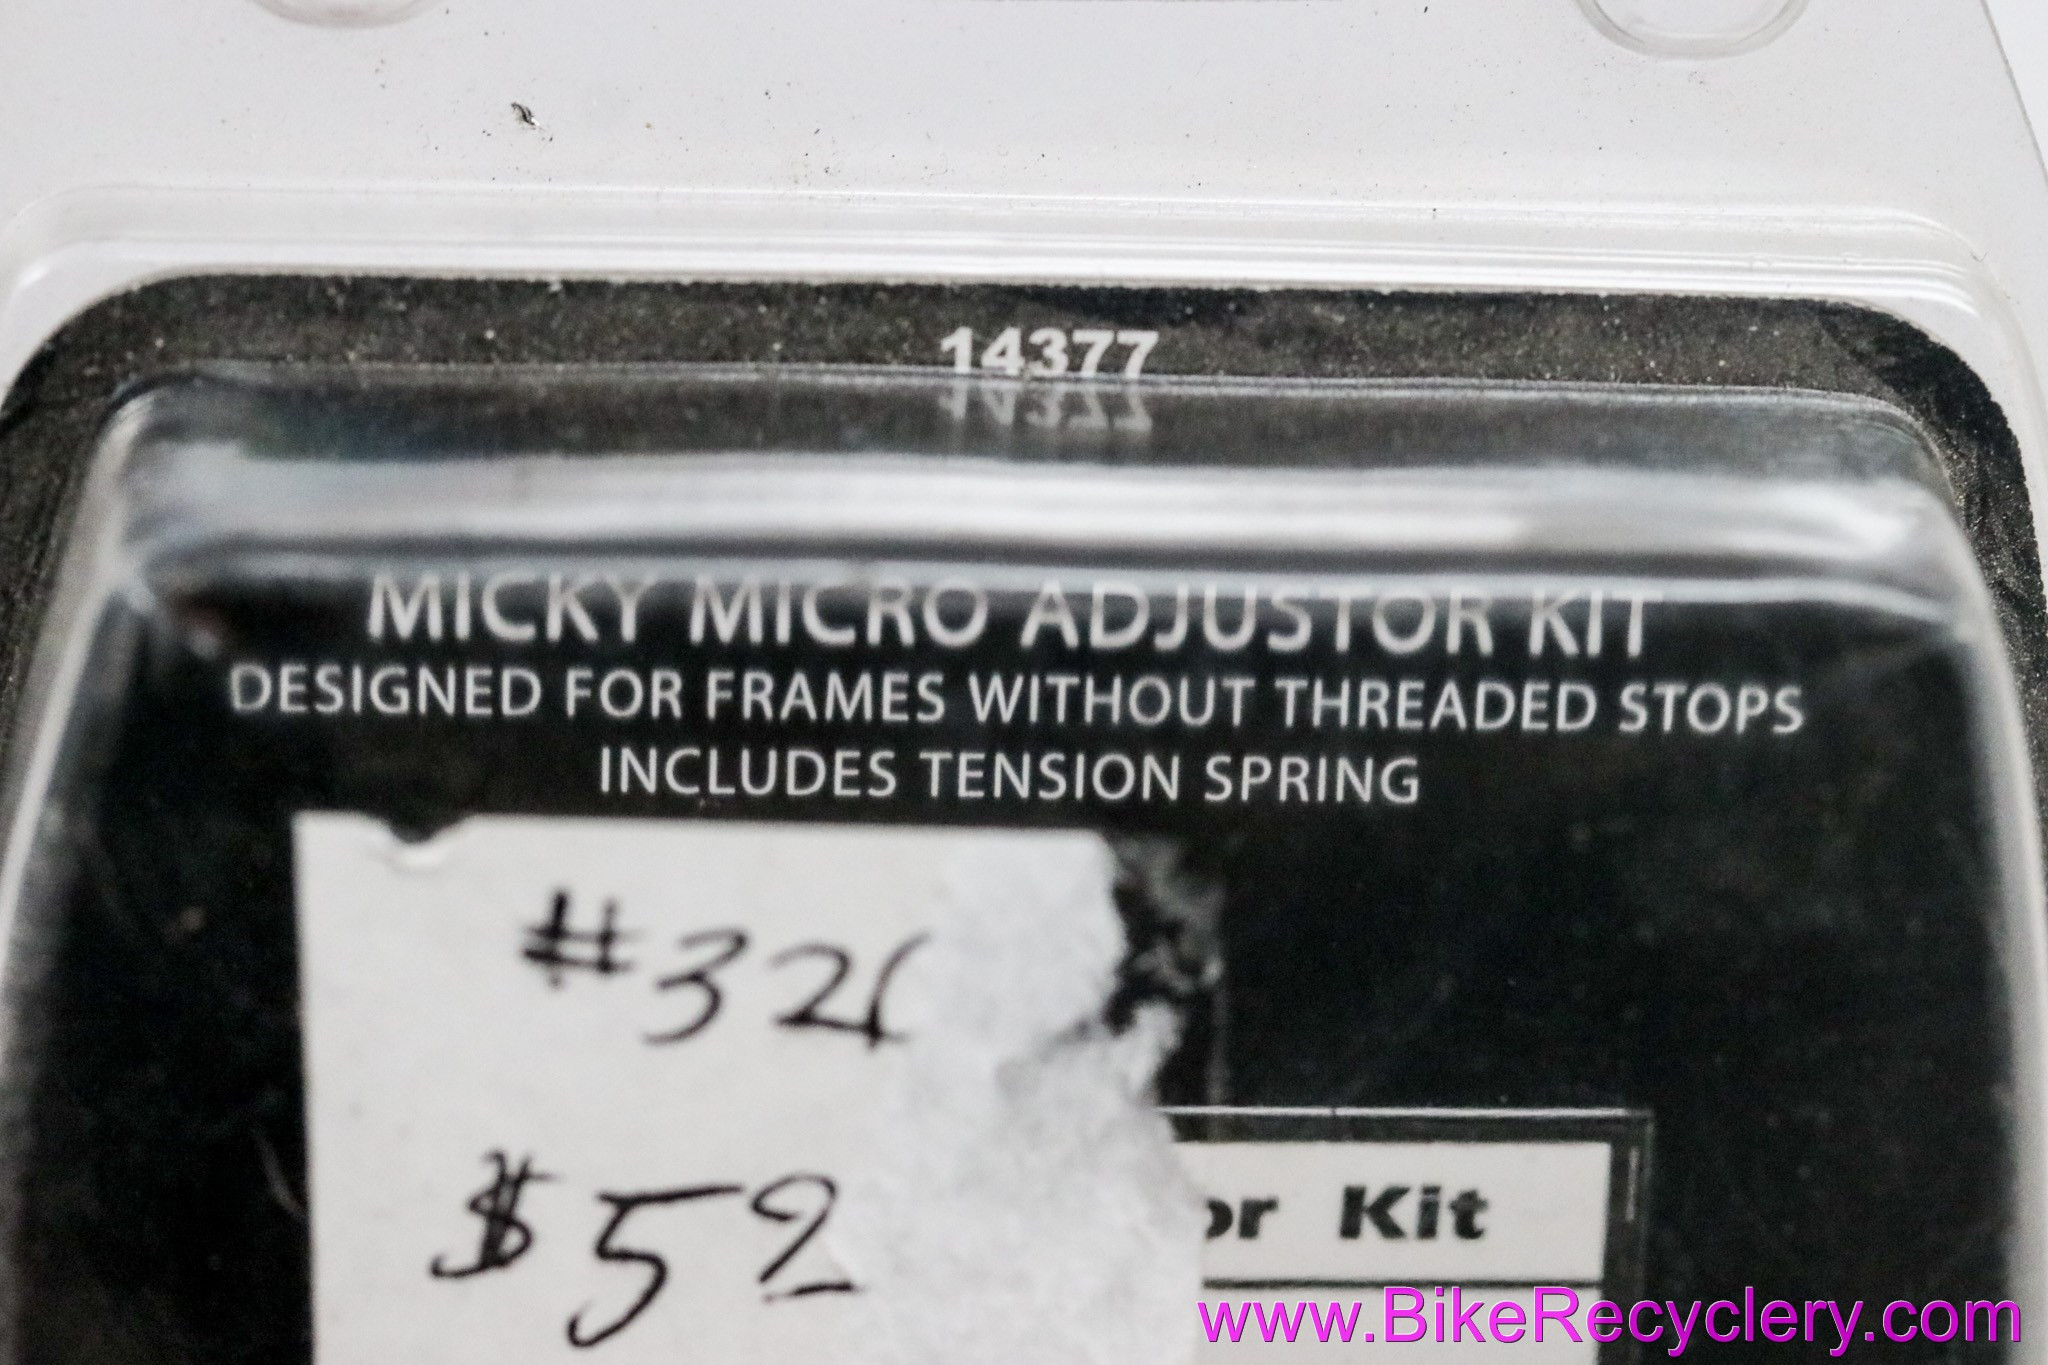 14377
MICKY MICRO ADJUSTOR KIT
DESIGNED FOR FRAMES WITHOUT THREADED STOPS
INCLUDES TENSION SPRING
#32
$52
or Kit
www.BikeRecyclery.com